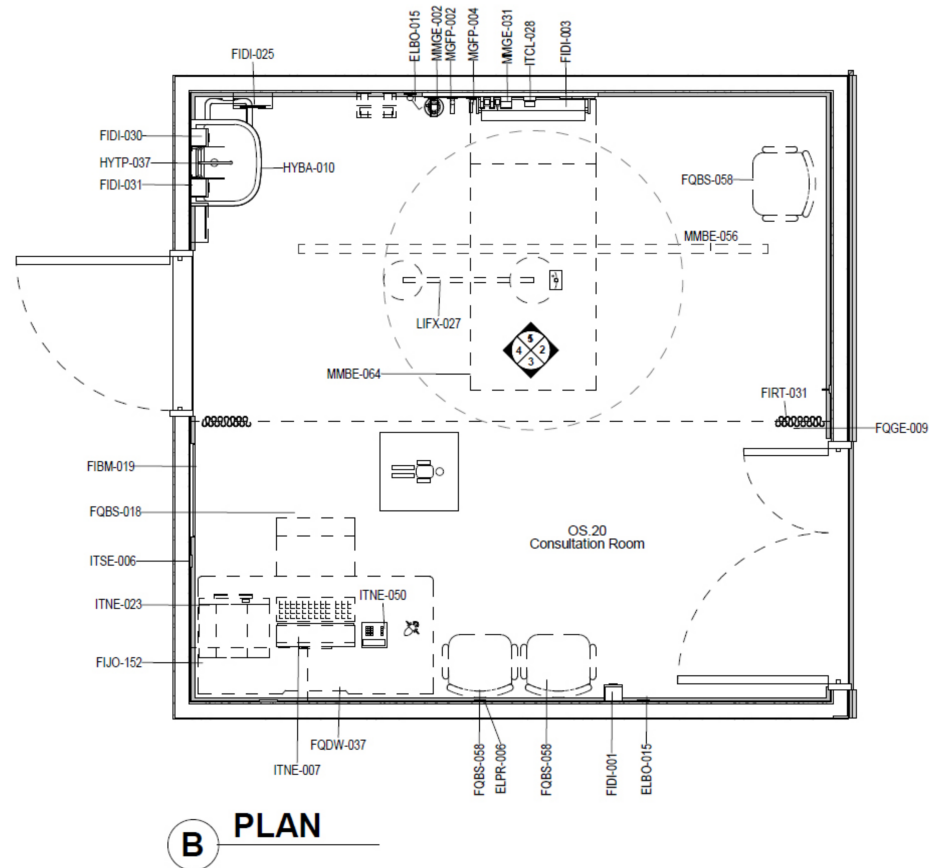 ELBO-015
MMGE-002
MGFP-002
MGFP-004
MMGE-031
ITCL-028
FIDI-003
FIDI-025
FIDI-030
HYTP-037
FIDI-031
HYBA-010
FQBS-058
MMBE-056
LIFX-027
5
4 2
3
MMBE-064
FIRT-031
FQGE-009
FIBM-019
FQBS-018
OS.20
Consultation Room
ITSE-006
ITNE-023
ITNE-050
FIJO-152
FQDW-037
ITNE-007
FQBS-058
ELPR-006
FQBS-058
FIDI-001
ELBO-015
B PLAN